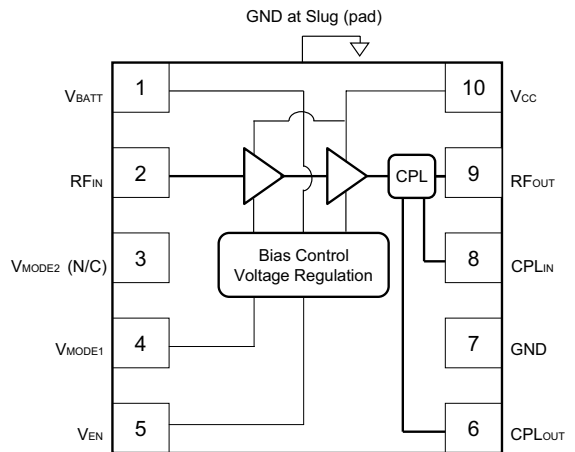 GND at Slug (pad)
VBATT 1 10 VCC
RFIN 2 CPL 9 RFOUT
VMODE2 (N/C) 3 Bias Control
Voltage Regulation 8 CPLIN
VMODE1 4 7 GND
VEN 5 6 CPLOUT